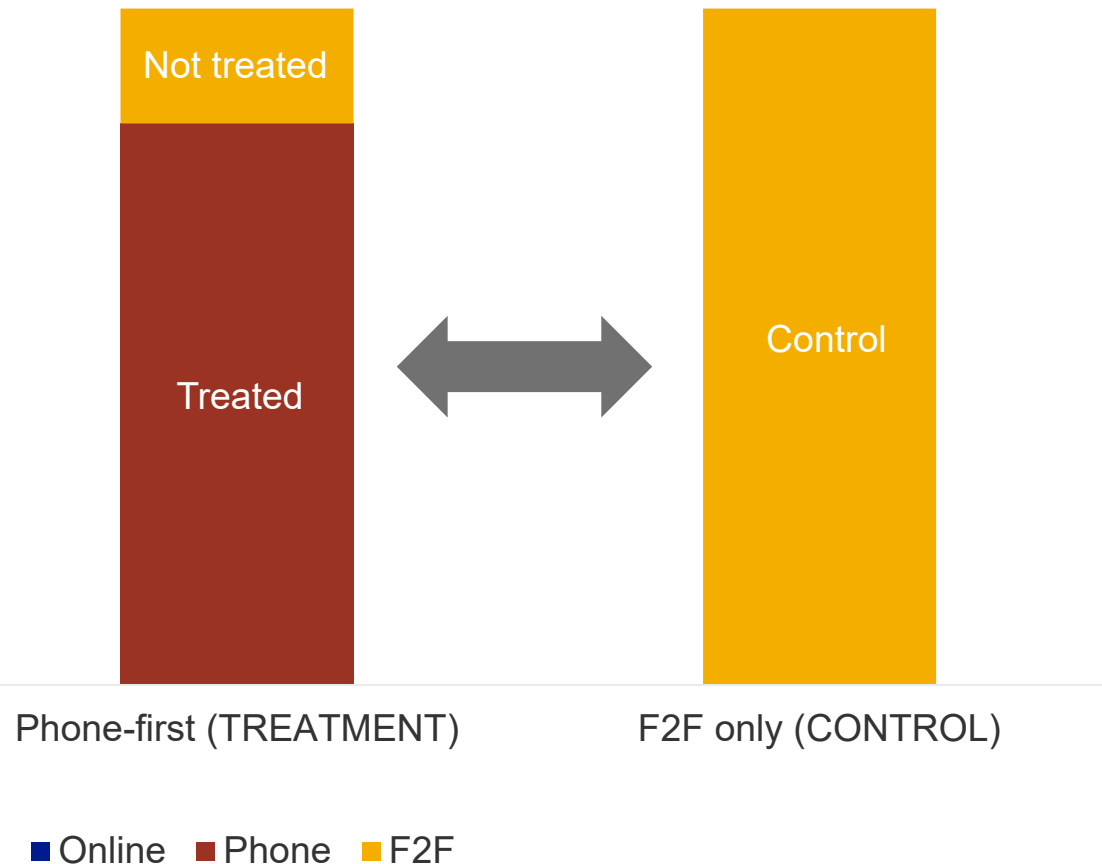 Not treated
Treated
Control
Phone-first (TREATMENT)
F2F only (CONTROL)
Online Phone F2F